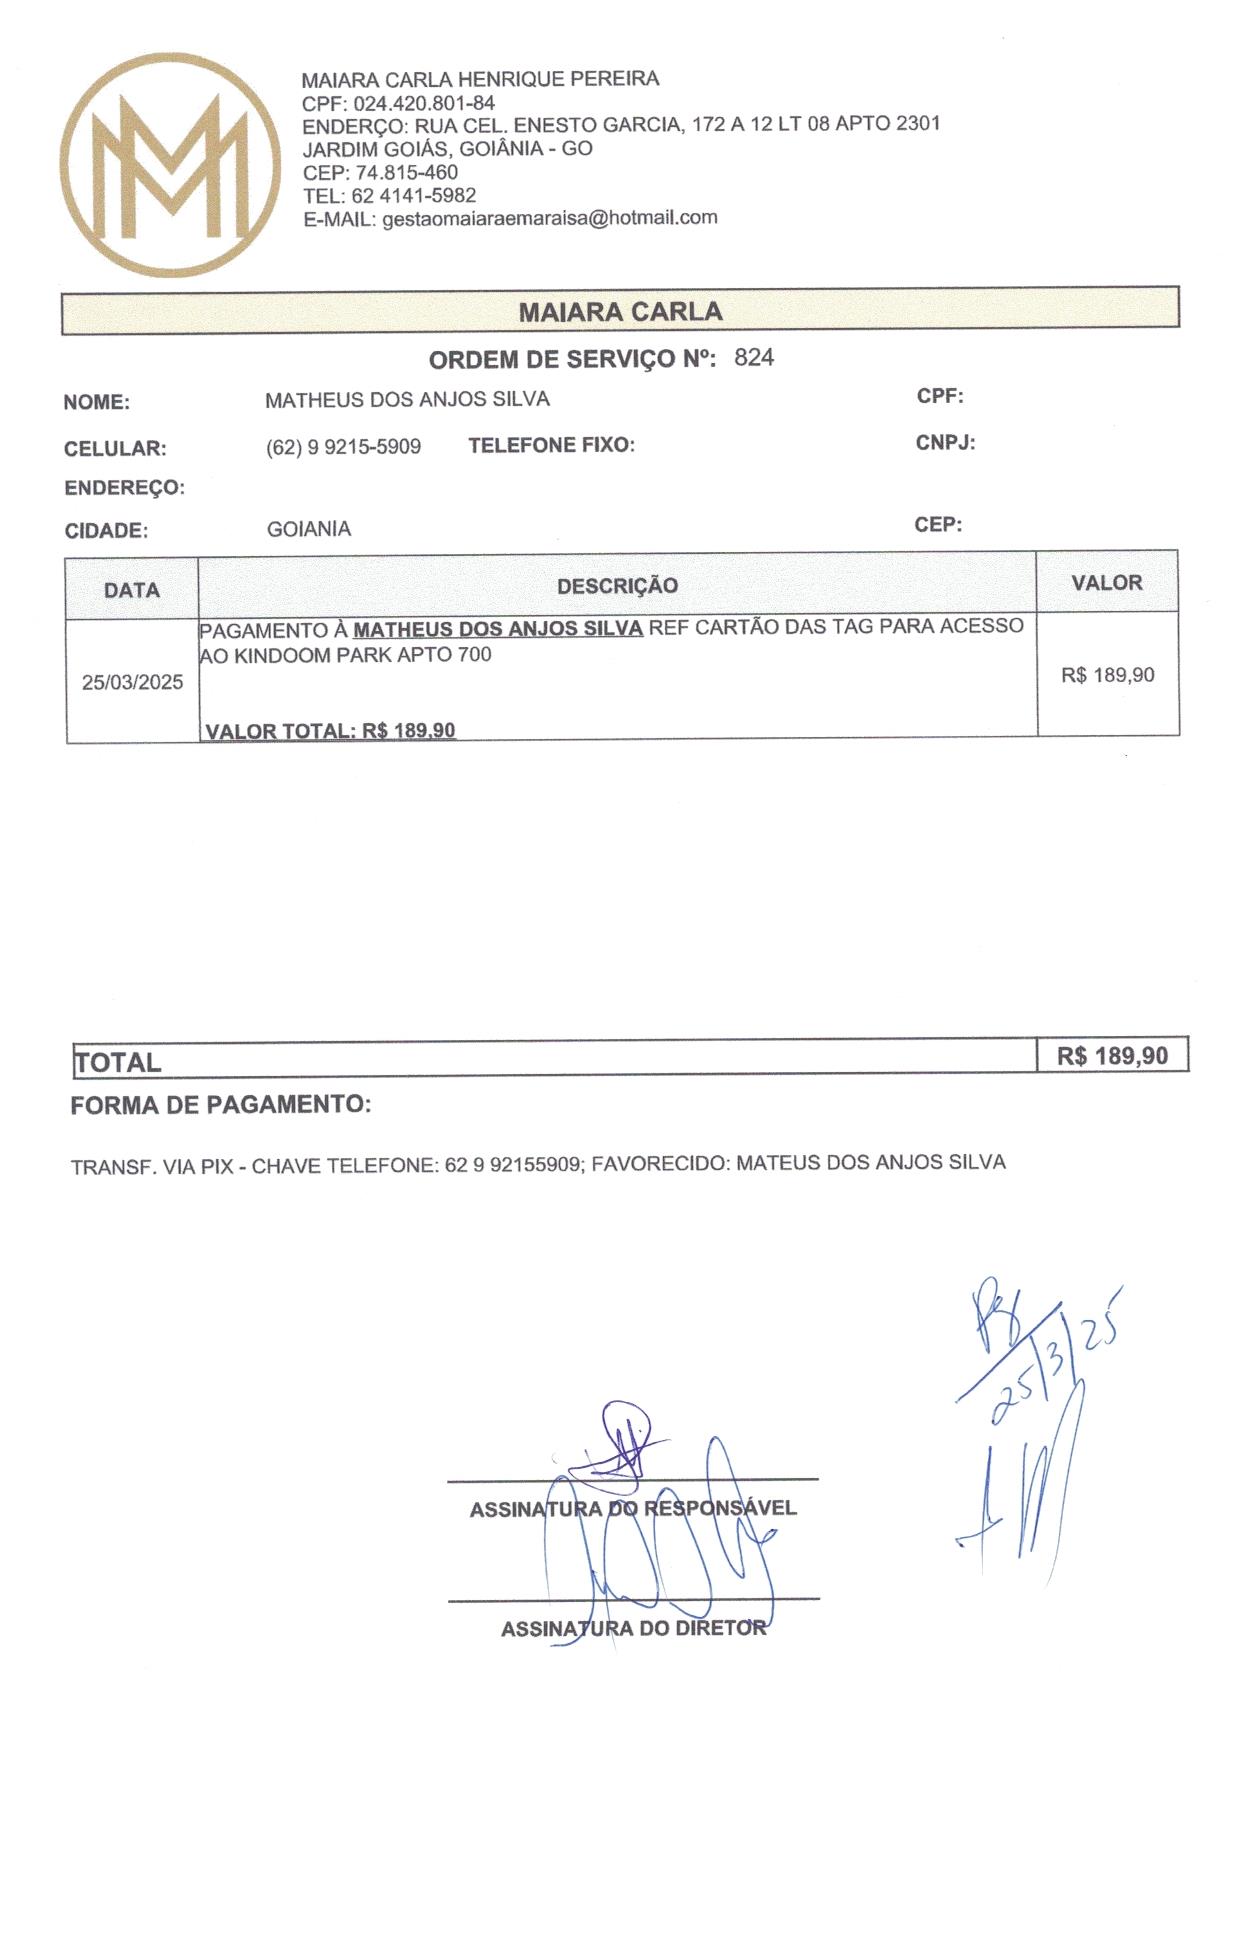 MAIARA CARLA HENRIQUE PEREIRA
CPF: 024.420.801-84
ENDERÇO: RUA CEL. ENESTO GARCIA, 172 A 12 LT 08 APTO 2301
JARDIM GOIÁS, GOIÂNIA - GO
CEP: 74.815-460
TEL: 62 4141-5982
E-MAIL: gestaomaiaraemaraisa@hotmail.com
MAIARA CARLA
ORDEM DE SERVIÇO Nº: 824
NOME: MATHEUS DOS ANJOS SILVA CPF:
CELULAR: (62) 9 9215-5909 TELEFONE FIXO: CNPJ:
ENDEREÇO:
CIDADE: GOIANIA CEP:
DATA DESCRIÇÃO VALOR
PAGAMENTO À MATHEUS DOS ANJOS SILVA REF CARTÃO DAS TAG PARA ACESSO
AO KINDOOM PARK APTO 700
25/03/2025 R$ 189,90
VALOR TOTAL: R$ 189,90
TOTAL R$ 189,90
FORMA DE PAGAMENTO:
TRANSF. VIA PIX - CHAVE TELEFONE: 62 9 92155909; FAVORECIDO: MATEUS DOS ANJOS SILVA
25/3/25
ASSINATURA DO RESPONSÁVEL
ASSINATURA DO DIRETOR